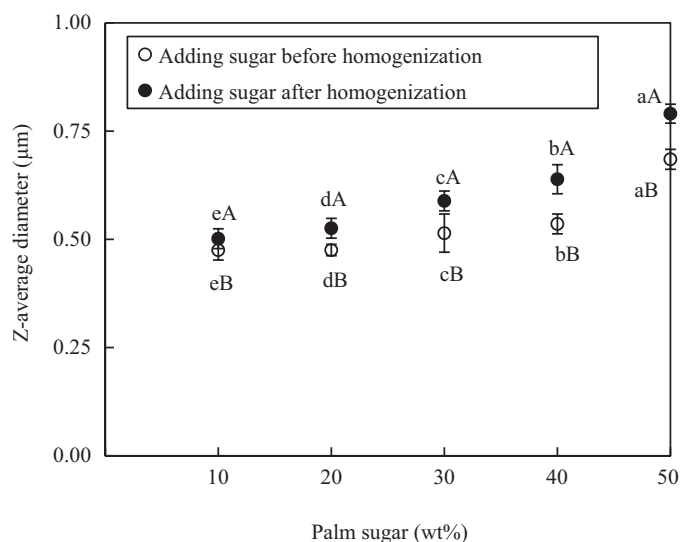 1.00
Adding sugar before homogenization
Adding sugar after homogenization
aA
0.75
bA
cA
dA
eA
aB
0.50
bB
cB
dB
eB
0.25
0.00
10 20 30 40 50
Z-average diameter (µm)
Palm sugar (wt%)